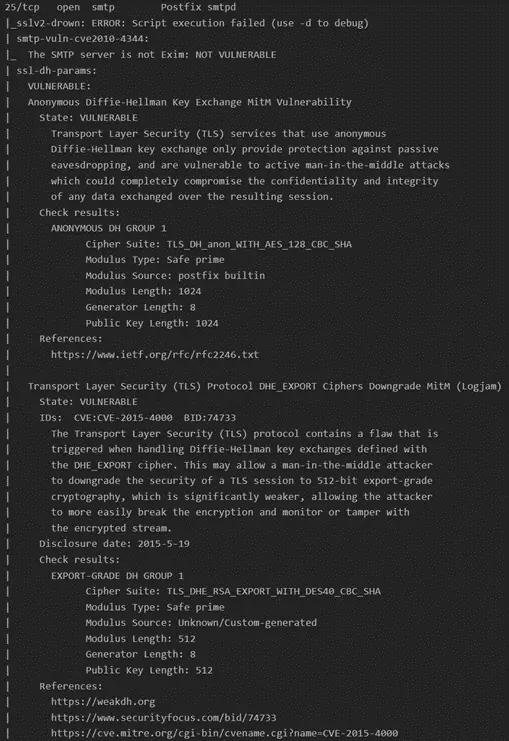 25/tcp   open  smtp        Postfix smtpd
|_sslv2-drown: ERROR: Script execution failed (use -d to debug)
| smtp-vuln-cve2010-4344:
|_  The SMTP server is not Exim: NOT VULNERABLE
| ssl-dh-params:
|   VULNERABLE:
|   Anonymous Diffie-Hellman Key Exchange MitM Vulnerability
|     State: VULNERABLE
|       Transport Layer Security (TLS) services that use anonymous
|       Diffie-Hellman key exchange only provide protection against passive
|       eavesdropping, and are vulnerable to active man-in-the-middle attacks
|       which could completely compromise the confidentiality and integrity
|       of any data exchanged over the resulting session.
|     Check results:
|       ANONYMOUS DH GROUP 1
|             Cipher Suite: TLS_DH_anon_WITH_AES_128_CBC_SHA
|             Modulus Type: Safe prime
|             Modulus Source: postfix builtin
|             Modulus Length: 1024
|             Generator Length: 8
|             Public Key Length: 1024
|     References:
|       https://www.ietf.org/rfc/rfc2246.txt
|
|   Transport Layer Security (TLS) Protocol DHE_EXPORT Ciphers Downgrade MitM (Logjam)
|     State: VULNERABLE
|     IDs:  CVE:CVE-2015-4000  BID:74733
|       The Transport Layer Security (TLS) protocol contains a flaw that is
|       triggered when handling Diffie-Hellman key exchanges defined with
|       the DHE_EXPORT cipher. This may allow a man-in-the-middle attacker
|       to downgrade the security of a TLS session to 512-bit export-grade
|       cryptography, which is significantly weaker, allowing the attacker
|       to more easily break the encryption and monitor or tamper with
|       the encrypted stream.
|     Disclosure date: 2015-5-19
|     Check results:
|       EXPORT-GRADE DH GROUP 1
|             Cipher Suite: TLS_DHE_RSA_EXPORT_WITH_DES40_CBC_SHA
|             Modulus Type: Safe prime
|             Modulus Source: Unknown/Custom-generated
|             Modulus Length: 512
|             Generator Length: 8
|             Public Key Length: 512
|     References:
|       https://weakdh.org
|       https://www.securityfocus.com/bid/74733
|       https://cve.mitre.org/cgi-bin/cvename.cgi?name=CVE-2015-4000